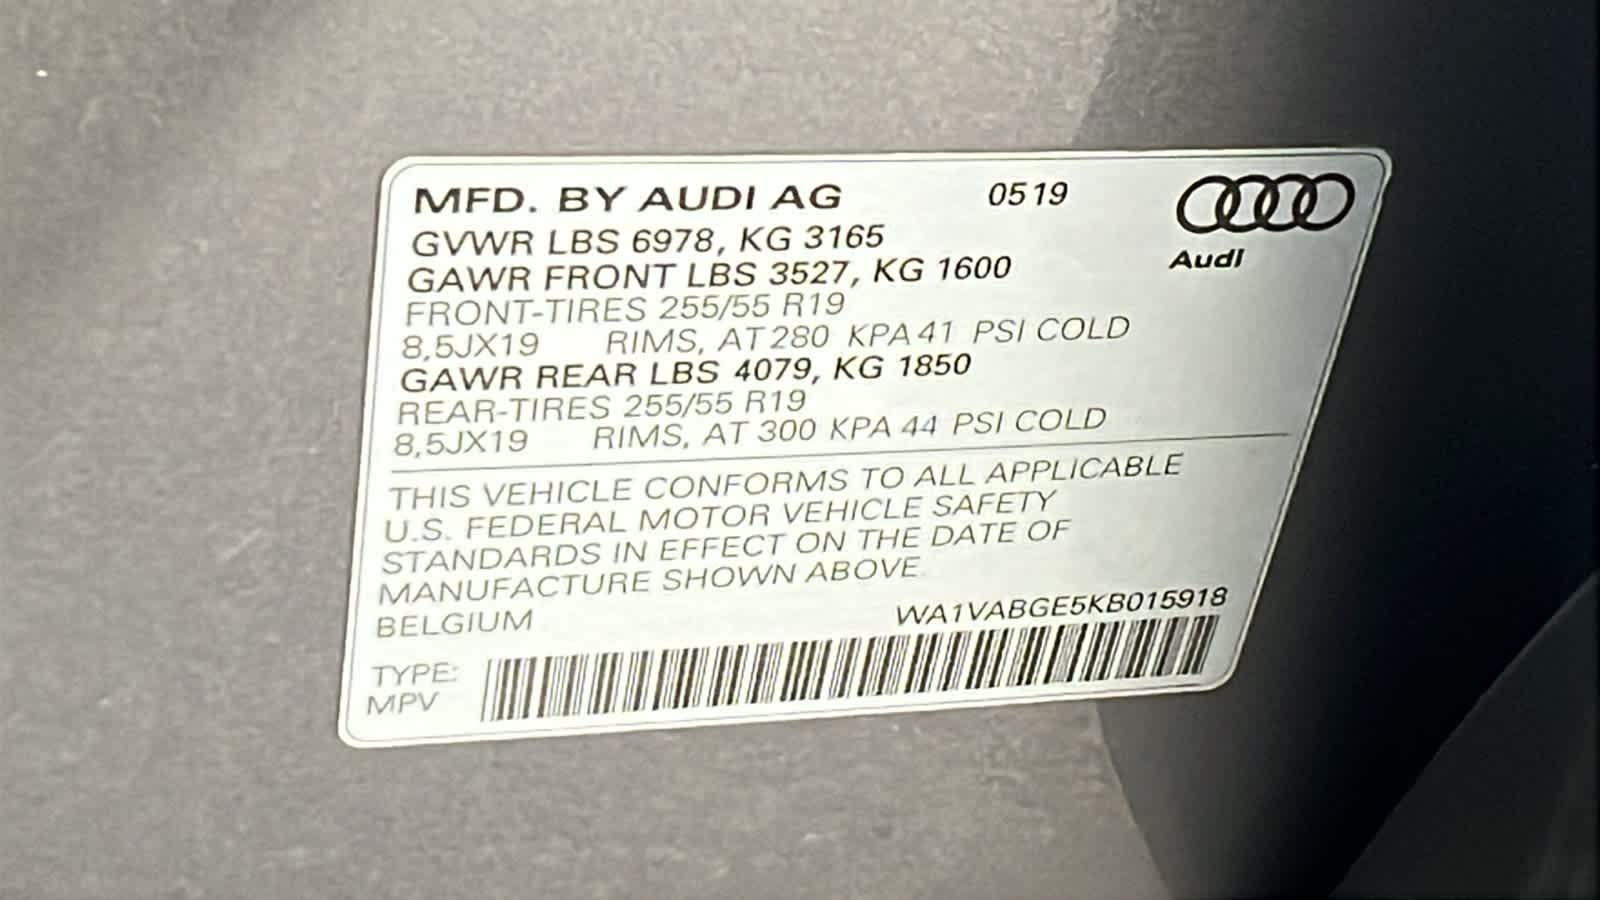 MFD. BY AUDI AG 0519
Audi
GVWR LBS 6978, KG 3165
GAWR FRONT LBS 3527, KG 1600
FRONT-TIRES 255/55 R19
8,5JX19 RIMS, AT 280 KPA 41 PSI COLD
GAWR REAR LBS 4079, KG 1850
REAR-TIRES 255/55 R19
8,5JX19 RIMS, AT 300 KPA 44 PSI COLD
THIS VEHICLE CONFORMS TO ALL APPLICABLE
U.S. FEDERAL MOTOR VEHICLE SAFETY
STANDARDS IN EFFECT ON THE DATE OF
MANUFACTURE SHOWN ABOVE.
BELGIUM WA1VABGE5KB015918
TYPE:
MPV